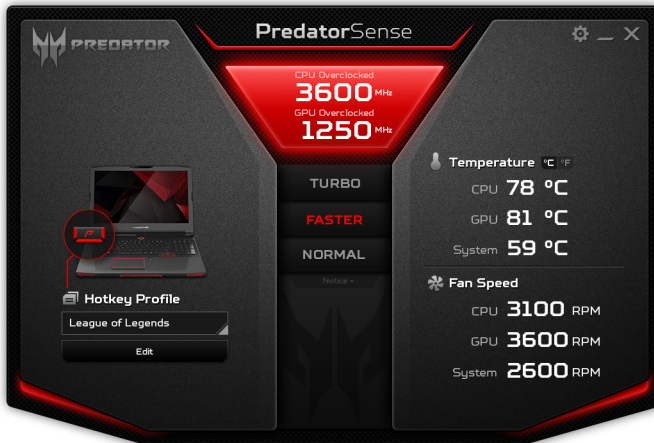 PREDATOR
PredatorSense
CPU Overclocked
3600 MHz
GPU Overclocked
1250 MHz
TURBO
FASTER
NORMAL
Notice
Hotkey Profile
League of Legends
Edit
Temperature °C °F
CPU 78 °C
GPU 81 °C
System 59 °C
Fan Speed
CPU 3100 RPM
GPU 3600 RPM
System 2600 RPM